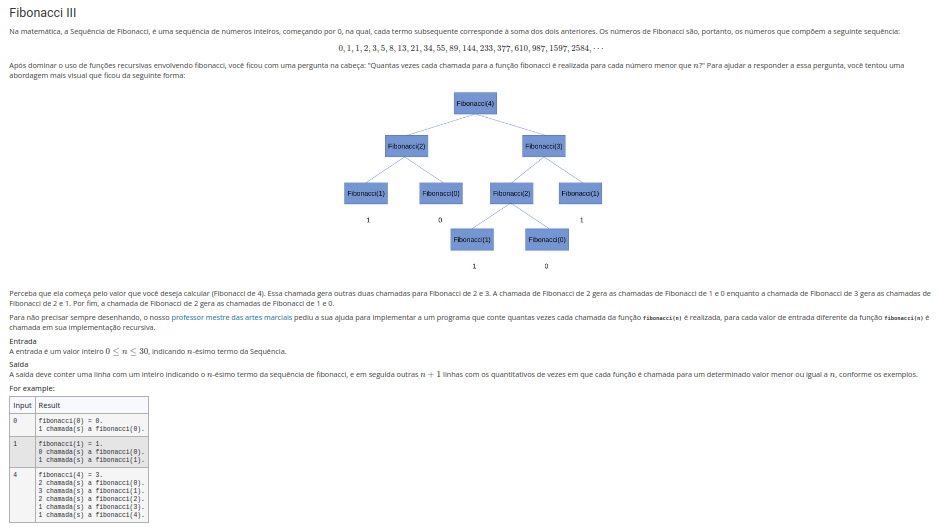 Fibonacci III
Na matemática, a Sequência de Fibonacci, é uma sequência de números inteiros, começando por 0, na qual, cada termo subsequente corresponde à soma dos dois anteriores. Os números de Fibonacci são, portanto, os números que compõem a seguinte sequência:
0, 1, 1, 2, 3, 5, 8, 13, 21, 34, 55, 89, 144, 233, 377, 610, 987, 1597, 2584, ···
Após dominar o uso de funções recursivas envolvendo fibonacci, você ficou com uma pergunta na cabeça: "Quantas vezes cada chamada para a função fibonacci é realizada para cada número menor que n?" Para ajudar a responder a essa pergunta, você tentou uma
abordagem mais visual que ficou da seguinte forma:
Fibonacci(4)
Fibonacci(2) Fibonacci(3)
Fibonacci(1) Fibonacci(0) Fibonacci(2) Fibonacci(1)
1 0 1
Fibonacci(1) Fibonacci(0)
1 0
Perceba que ela começa pelo valor que você deseja calcular (Fibonacci de 4). Essa chamada gera outras duas chamadas para Fibonacci de 2 e 3. A chamada de Fibonacci de 2 gera as chamadas de Fibonacci de 1 e 0 enquanto a chamada de Fibonacci de 3 gera as chamadas de
Fibonacci de 2 e 1. Por fim, a chamada de Fibonacci de 2 gera as chamadas de Fibonacci de 1 e 0.
Para não precisar sempre desenhando, o nosso professor mestre das artes marciais pediu a sua ajuda para implementar a um programa que conte quantas vezes cada chamada da função fibonacci(n) é realizada, para cada valor de entrada diferente da função fibonacci(n) é
chamada em sua implementação recursiva.
Entrada
A entrada é um valor inteiro 0 ≤ n ≤ 30, indicando n-ésimo termo da Sequência.
Saída
A saída deve conter uma linha com um inteiro indicando o n-ésimo termo da sequência de fibonacci, e em seguida outras n + 1 linhas com os quantitativos de vezes em que cada função é chamada para um determinado valor menor ou igual a n, conforme os exemplos.
For example:
Input Result
0 fibonacci(0) = 0.
1 chamada(s) a fibonacci(0).
1 fibonacci(1) = 1.
0 chamada(s) a fibonacci(0).
1 chamada(s) a fibonacci(1).
4 fibonacci(4) = 3.
2 chamada(s) a fibonacci(0).
3 chamada(s) a fibonacci(1).
2 chamada(s) a fibonacci(2).
1 chamada(s) a fibonacci(3).
1 chamada(s) a fibonacci(4).